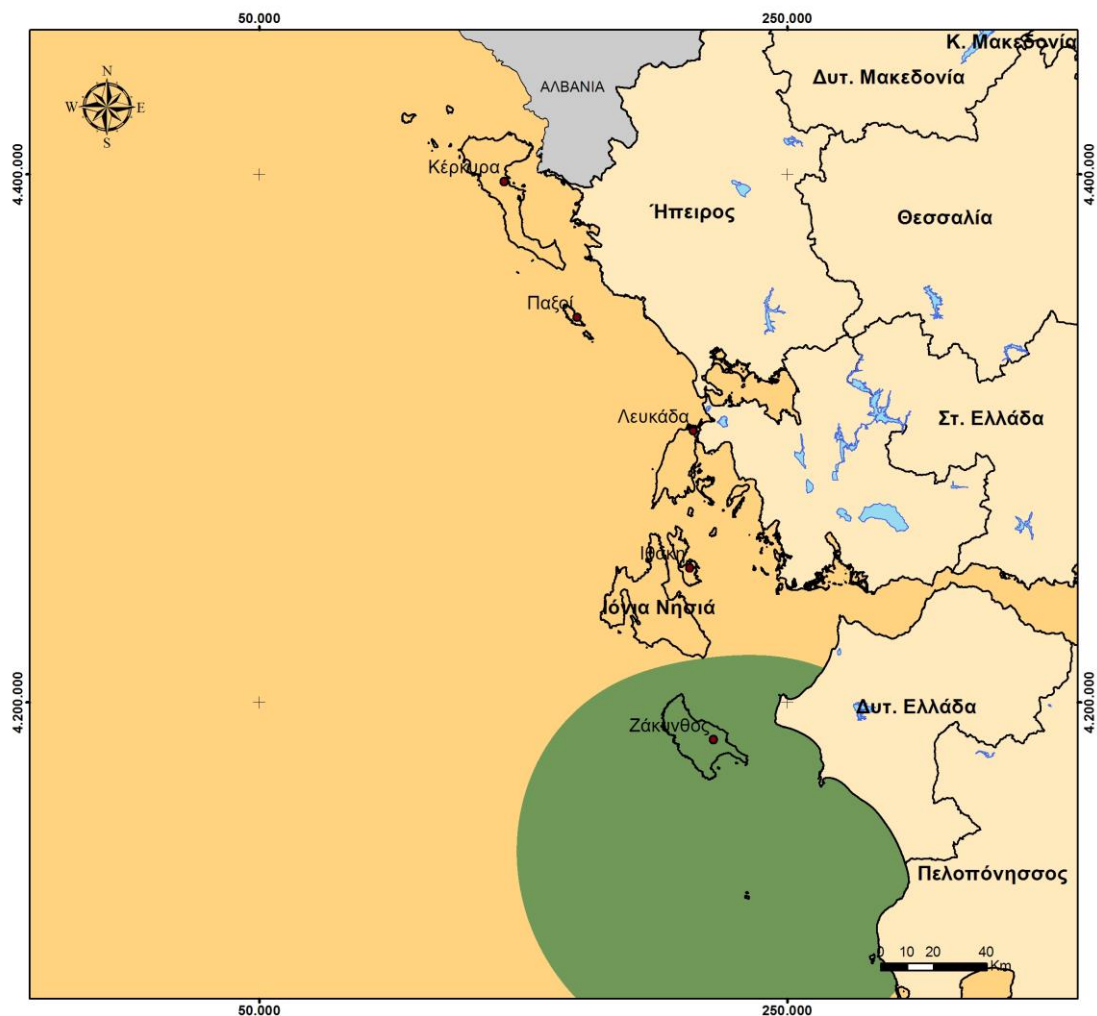 50.000
250.000
Κ. Μακεδονία
Δυτ. Μακεδονία
ΑΛΒΑΝΙΑ
N
W
E
S
4.400.000
4.400.000
Κέρκυρα
Ήπειρος
Θεσσαλία
Παξοί
Λευκάδα
Στ. Ελλάδα
Ιθάκη
Ιόνια Νησιά
4.200.000
4.200.000
Ζάκυνθος
Δυτ. Ελλάδα
Πελοπόννησσος
0 10 20 40
Km
50.000
250.000